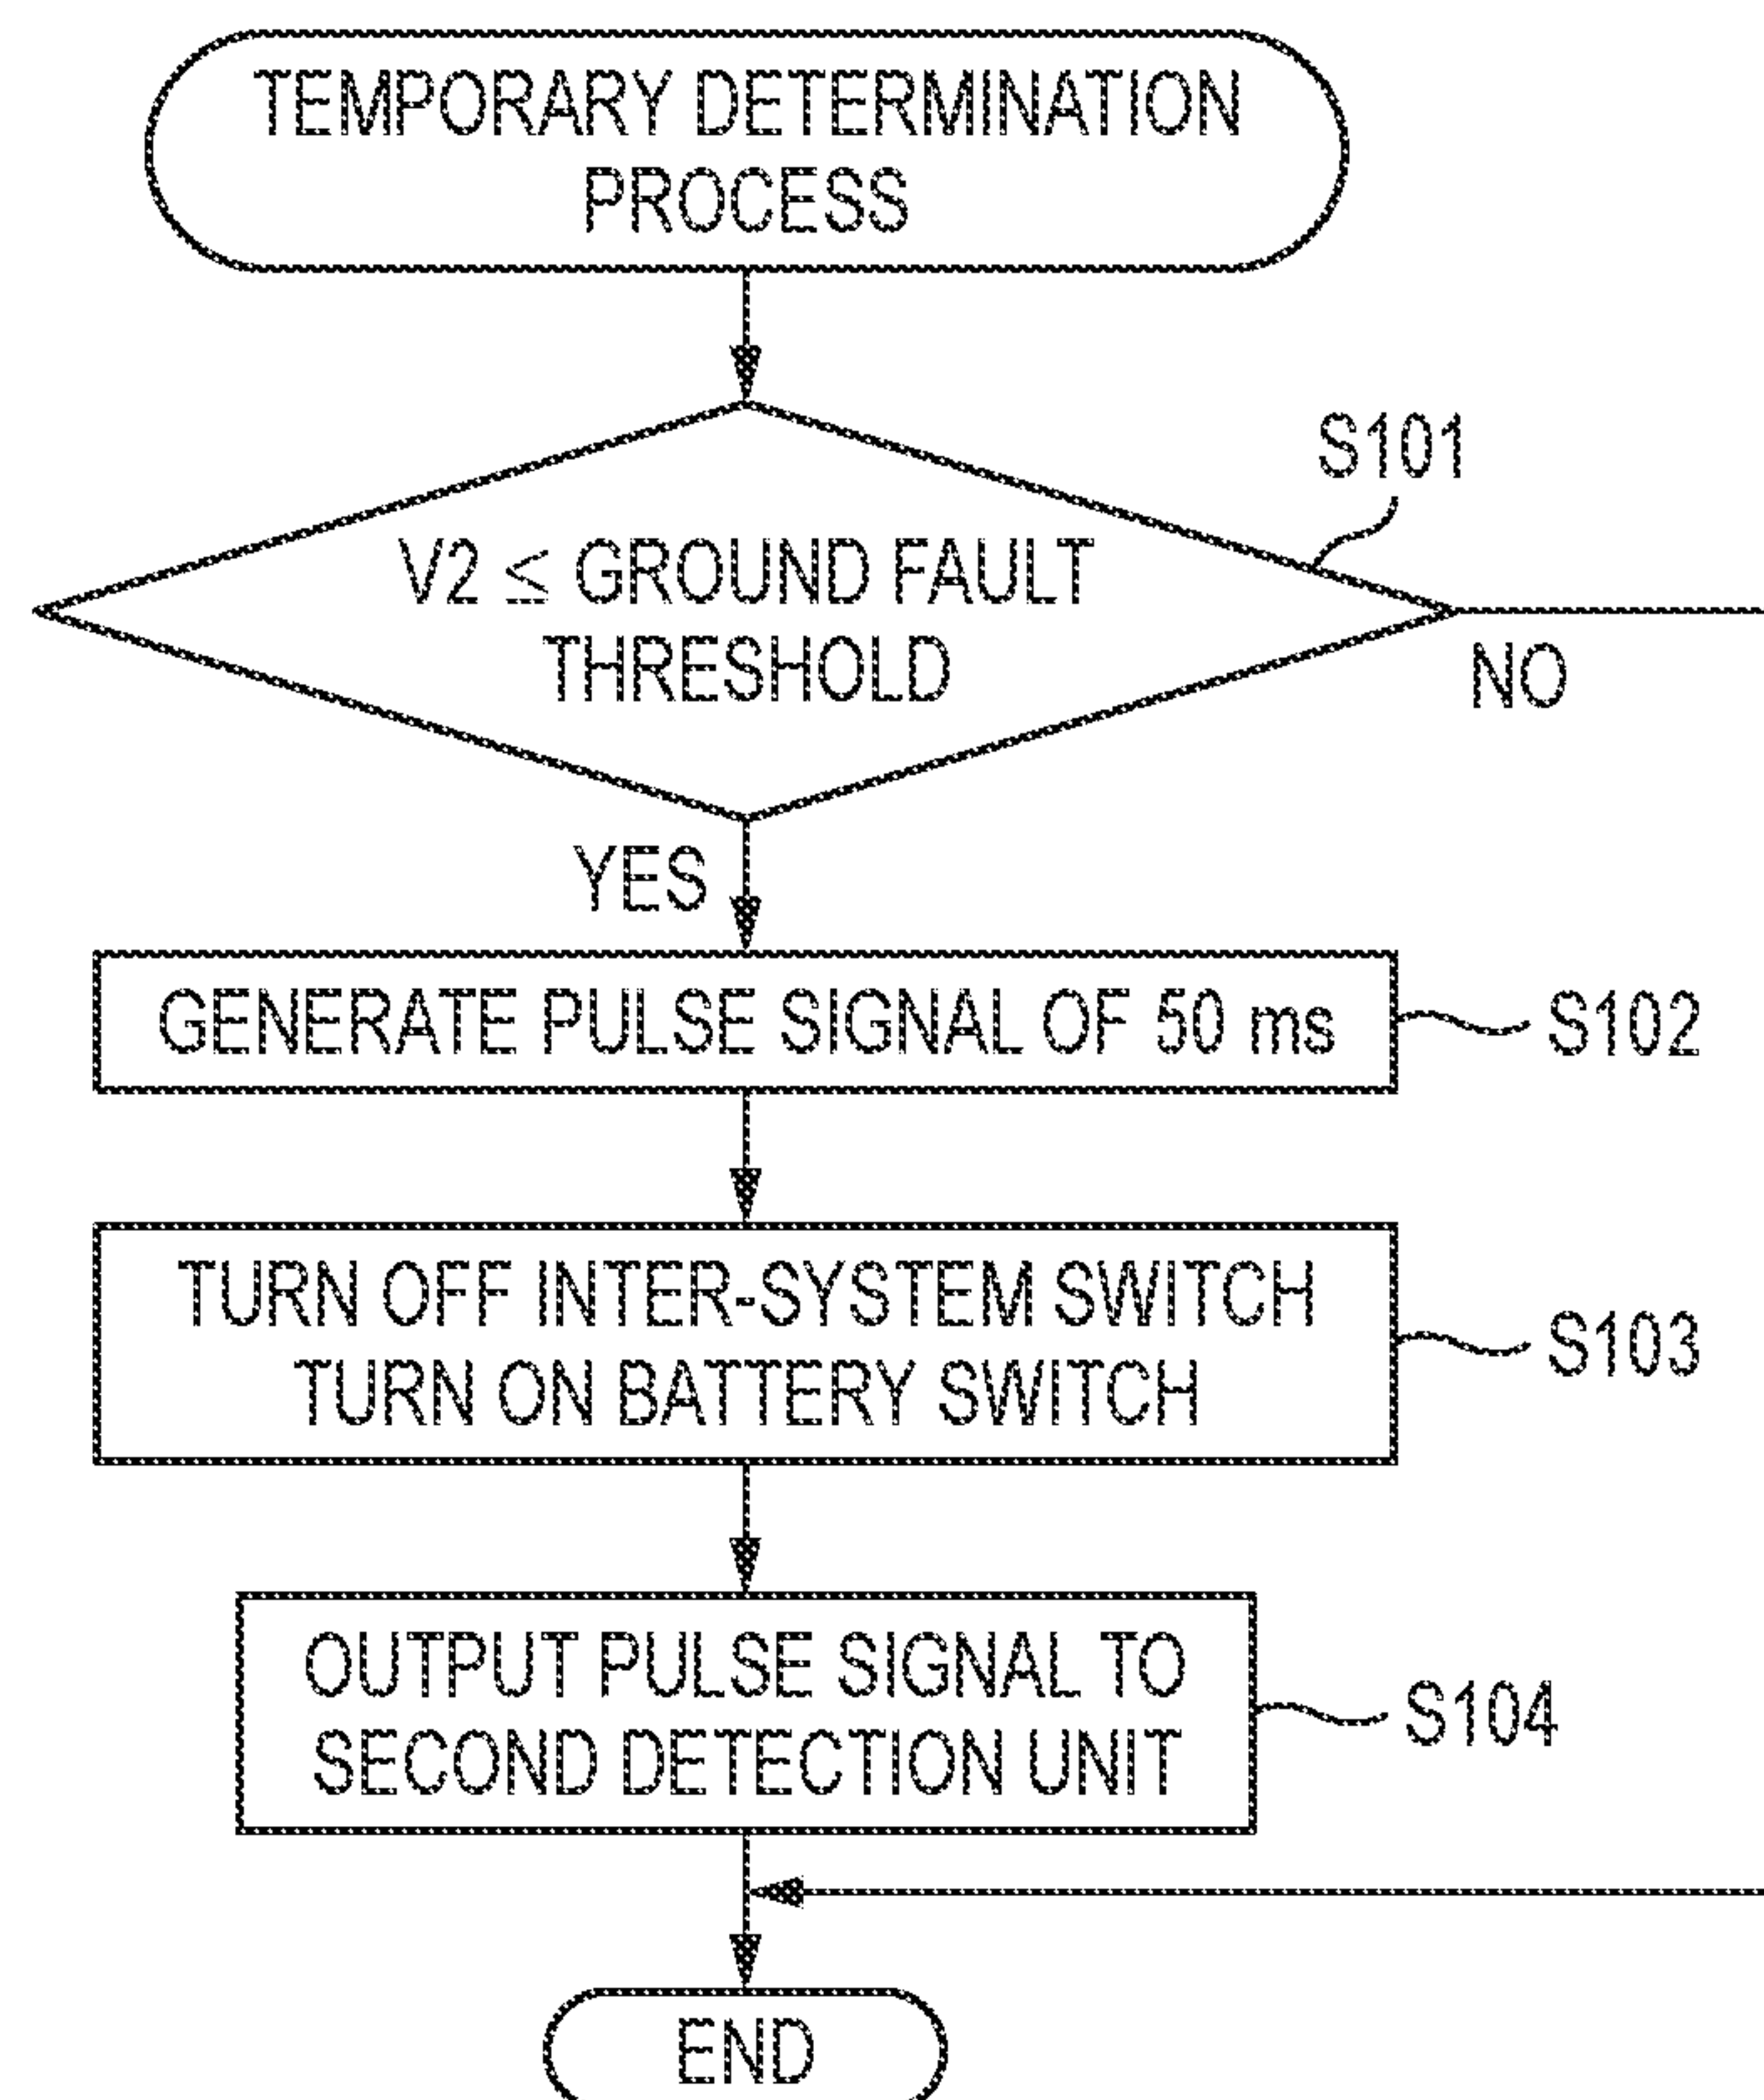 TEMPORARY DETERMINATION
PROCESS
S101
V2 ≤ GROUND FAULT
THRESHOLD
NO
YES
GENERATE PULSE SIGNAL OF 50 ms
S102
TURN OFF INTER-SYSTEM SWITCH
TURN ON BATTERY SWITCH
S103
OUTPUT PULSE SIGNAL TO
SECOND DETECTION UNIT
S104
END